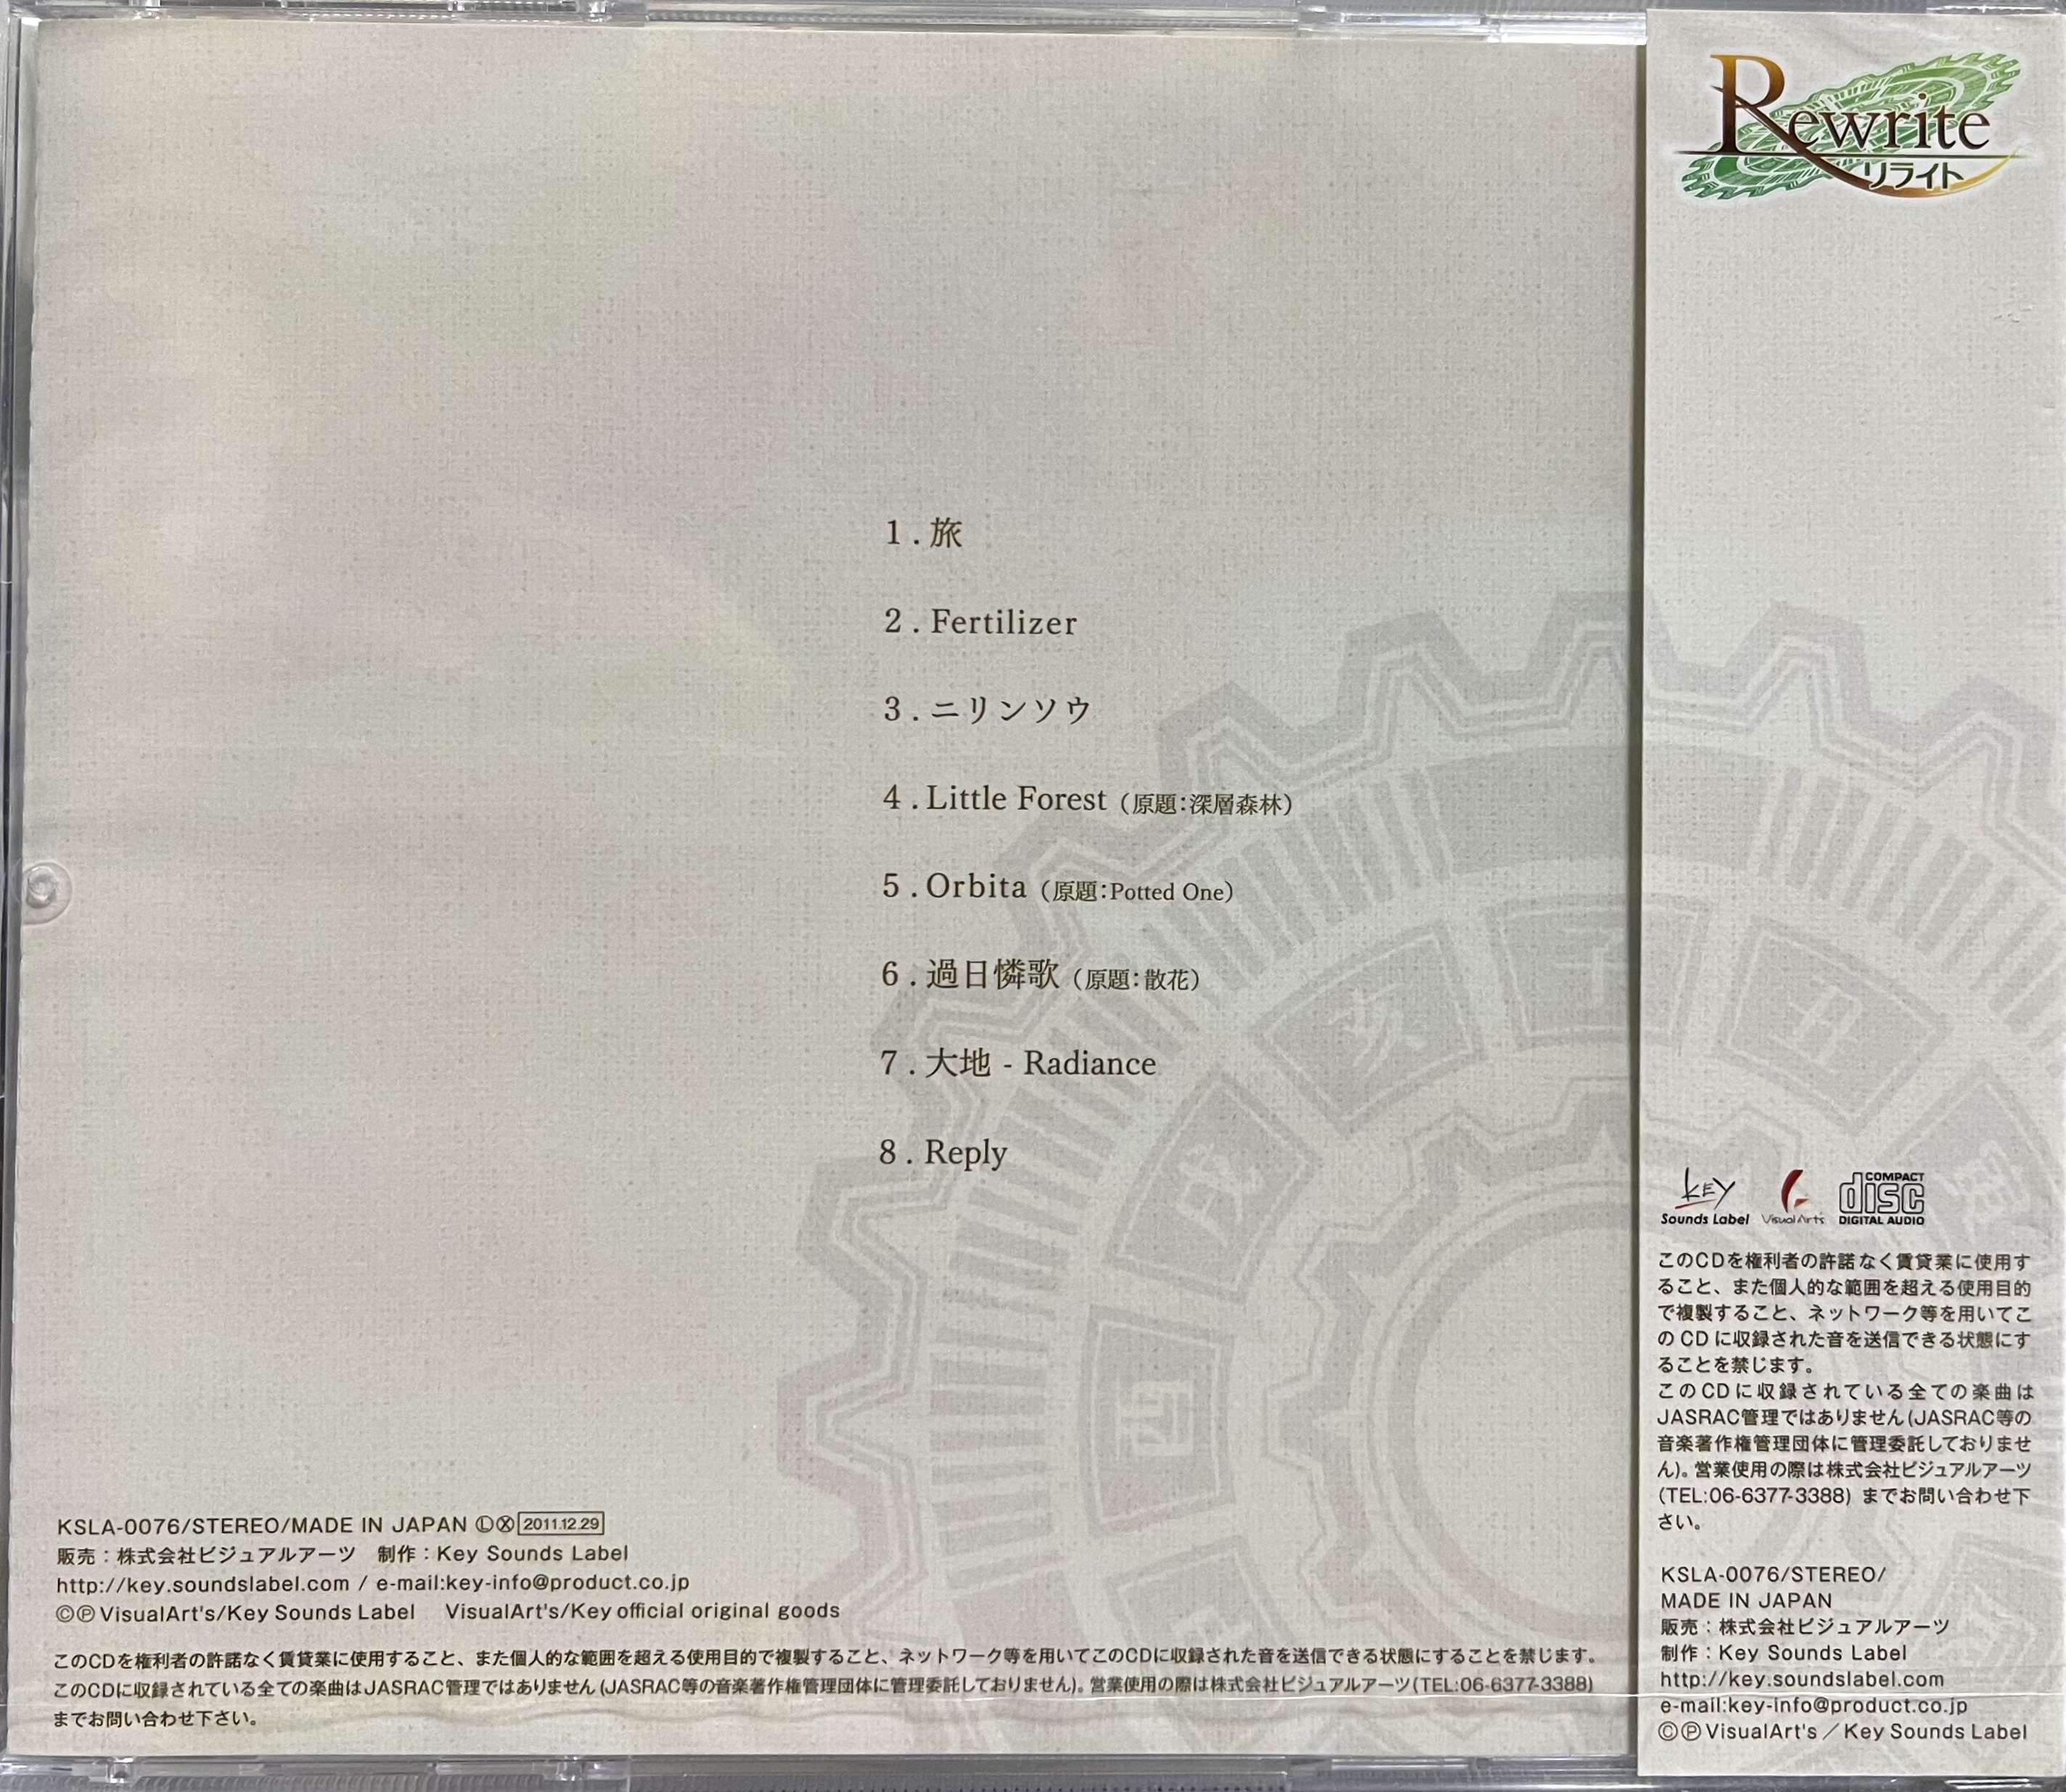 1 . 旅
2 . Fertilizer
3 . ニリンソウ
4 . Little Forest (原題:深層森林)
5 . Orbita (原題:Potted One)
6 . 過日憐歌 (原題:散花)
7 . 大地 - Radiance
8 . Reply
KSLA-0076/STEREO/MADE IN JAPAN ⓁⓍ 2011.12.29
販売：株式会社ビジュアルアーツ　制作：Key Sounds Label
http://key.soundslabel.com / e-mail:key-info@product.co.jp
©℗VisualArt's/Key Sounds Label　VisualArt's/Key official original goods
このCDを権利者の許諾なく賃貸業に使用すること、また個人的な範囲を超える使用目的で複製すること、ネットワーク等を用いてこのCDに収録された音を送信できる状態にすることを禁じます。
このCDに収録されている全ての楽曲はJASRAC管理ではありません(JASRAC等の音楽著作権管理団体に管理委託しておりません)。営業使用の際は株式会社ビジュアルアーツ(TEL:06-6377-3388)
までお問い合わせ下さい。
Rewrite
リライト
Key Sounds Label
VisualArt's
COMPACT disc DIGITAL AUDIO
このCDを権利者の許諾なく賃貸業に使用す
ること、また個人的な範囲を超える使用目的
で複製すること、ネットワーク等を用いてこ
の CD に収録された音を送信できる状態にす
ることを禁じます。
このCDに収録されている全ての楽曲は
JASRAC管理ではありません(JASRAC等の
音楽著作権管理団体に管理委託しておりませ
ん)。営業使用の際は株式会社ビジュアルアーツ
(TEL:06-6377-3388) までお問い合わせ下
さい。
KSLA-0076/STEREO/
MADE IN JAPAN
販売：株式会社ビジュアルアーツ
制作：Key Sounds Label
http://key.soundslabel.com
e-mail:key-info@product.co.jp
©℗VisualArt's／Key Sounds Label